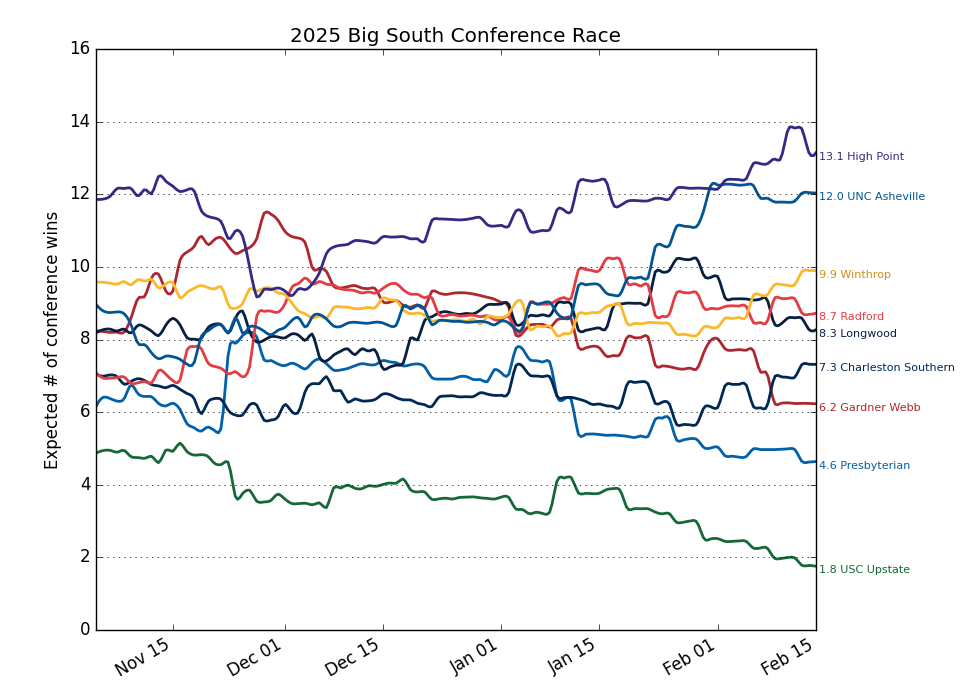 2025 Big South Conference Race
Expected # of conference wins
16
14
12
10
8
6
4
2
0
13.1 High Point
12.0 UNC Asheville
9.9 Winthrop
8.7 Radford
8.3 Longwood
7.3 Charleston Southern
6.2 Gardner Webb
4.6 Presbyterian
1.8 USC Upstate
Nov 15
Dec 01
Dec 15
Jan 01
Jan 15
Feb 01
Feb 15